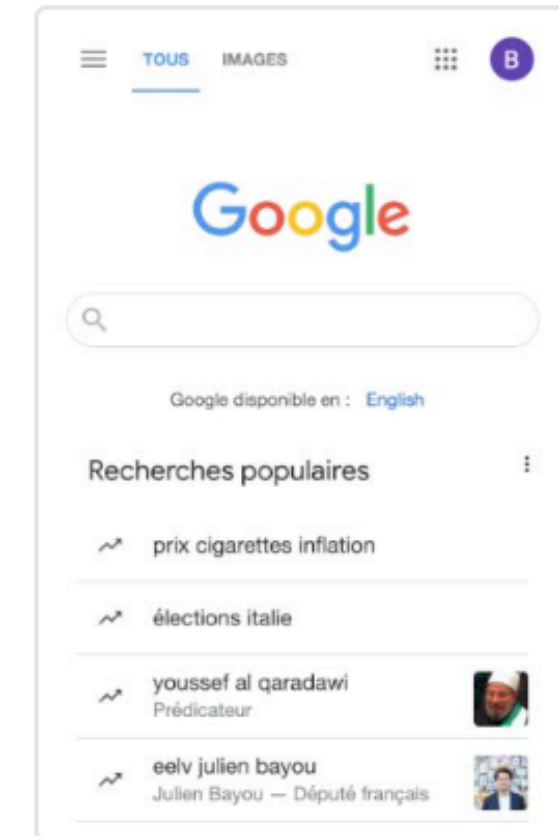 TOUS IMAGES B
Google
Google disponible en : English
Recherches populaires
prix cigarettes inflation
élections italie
youssef al qaradawi
Prédicateur
eelv julien bayou
Julien Bayou — Député français